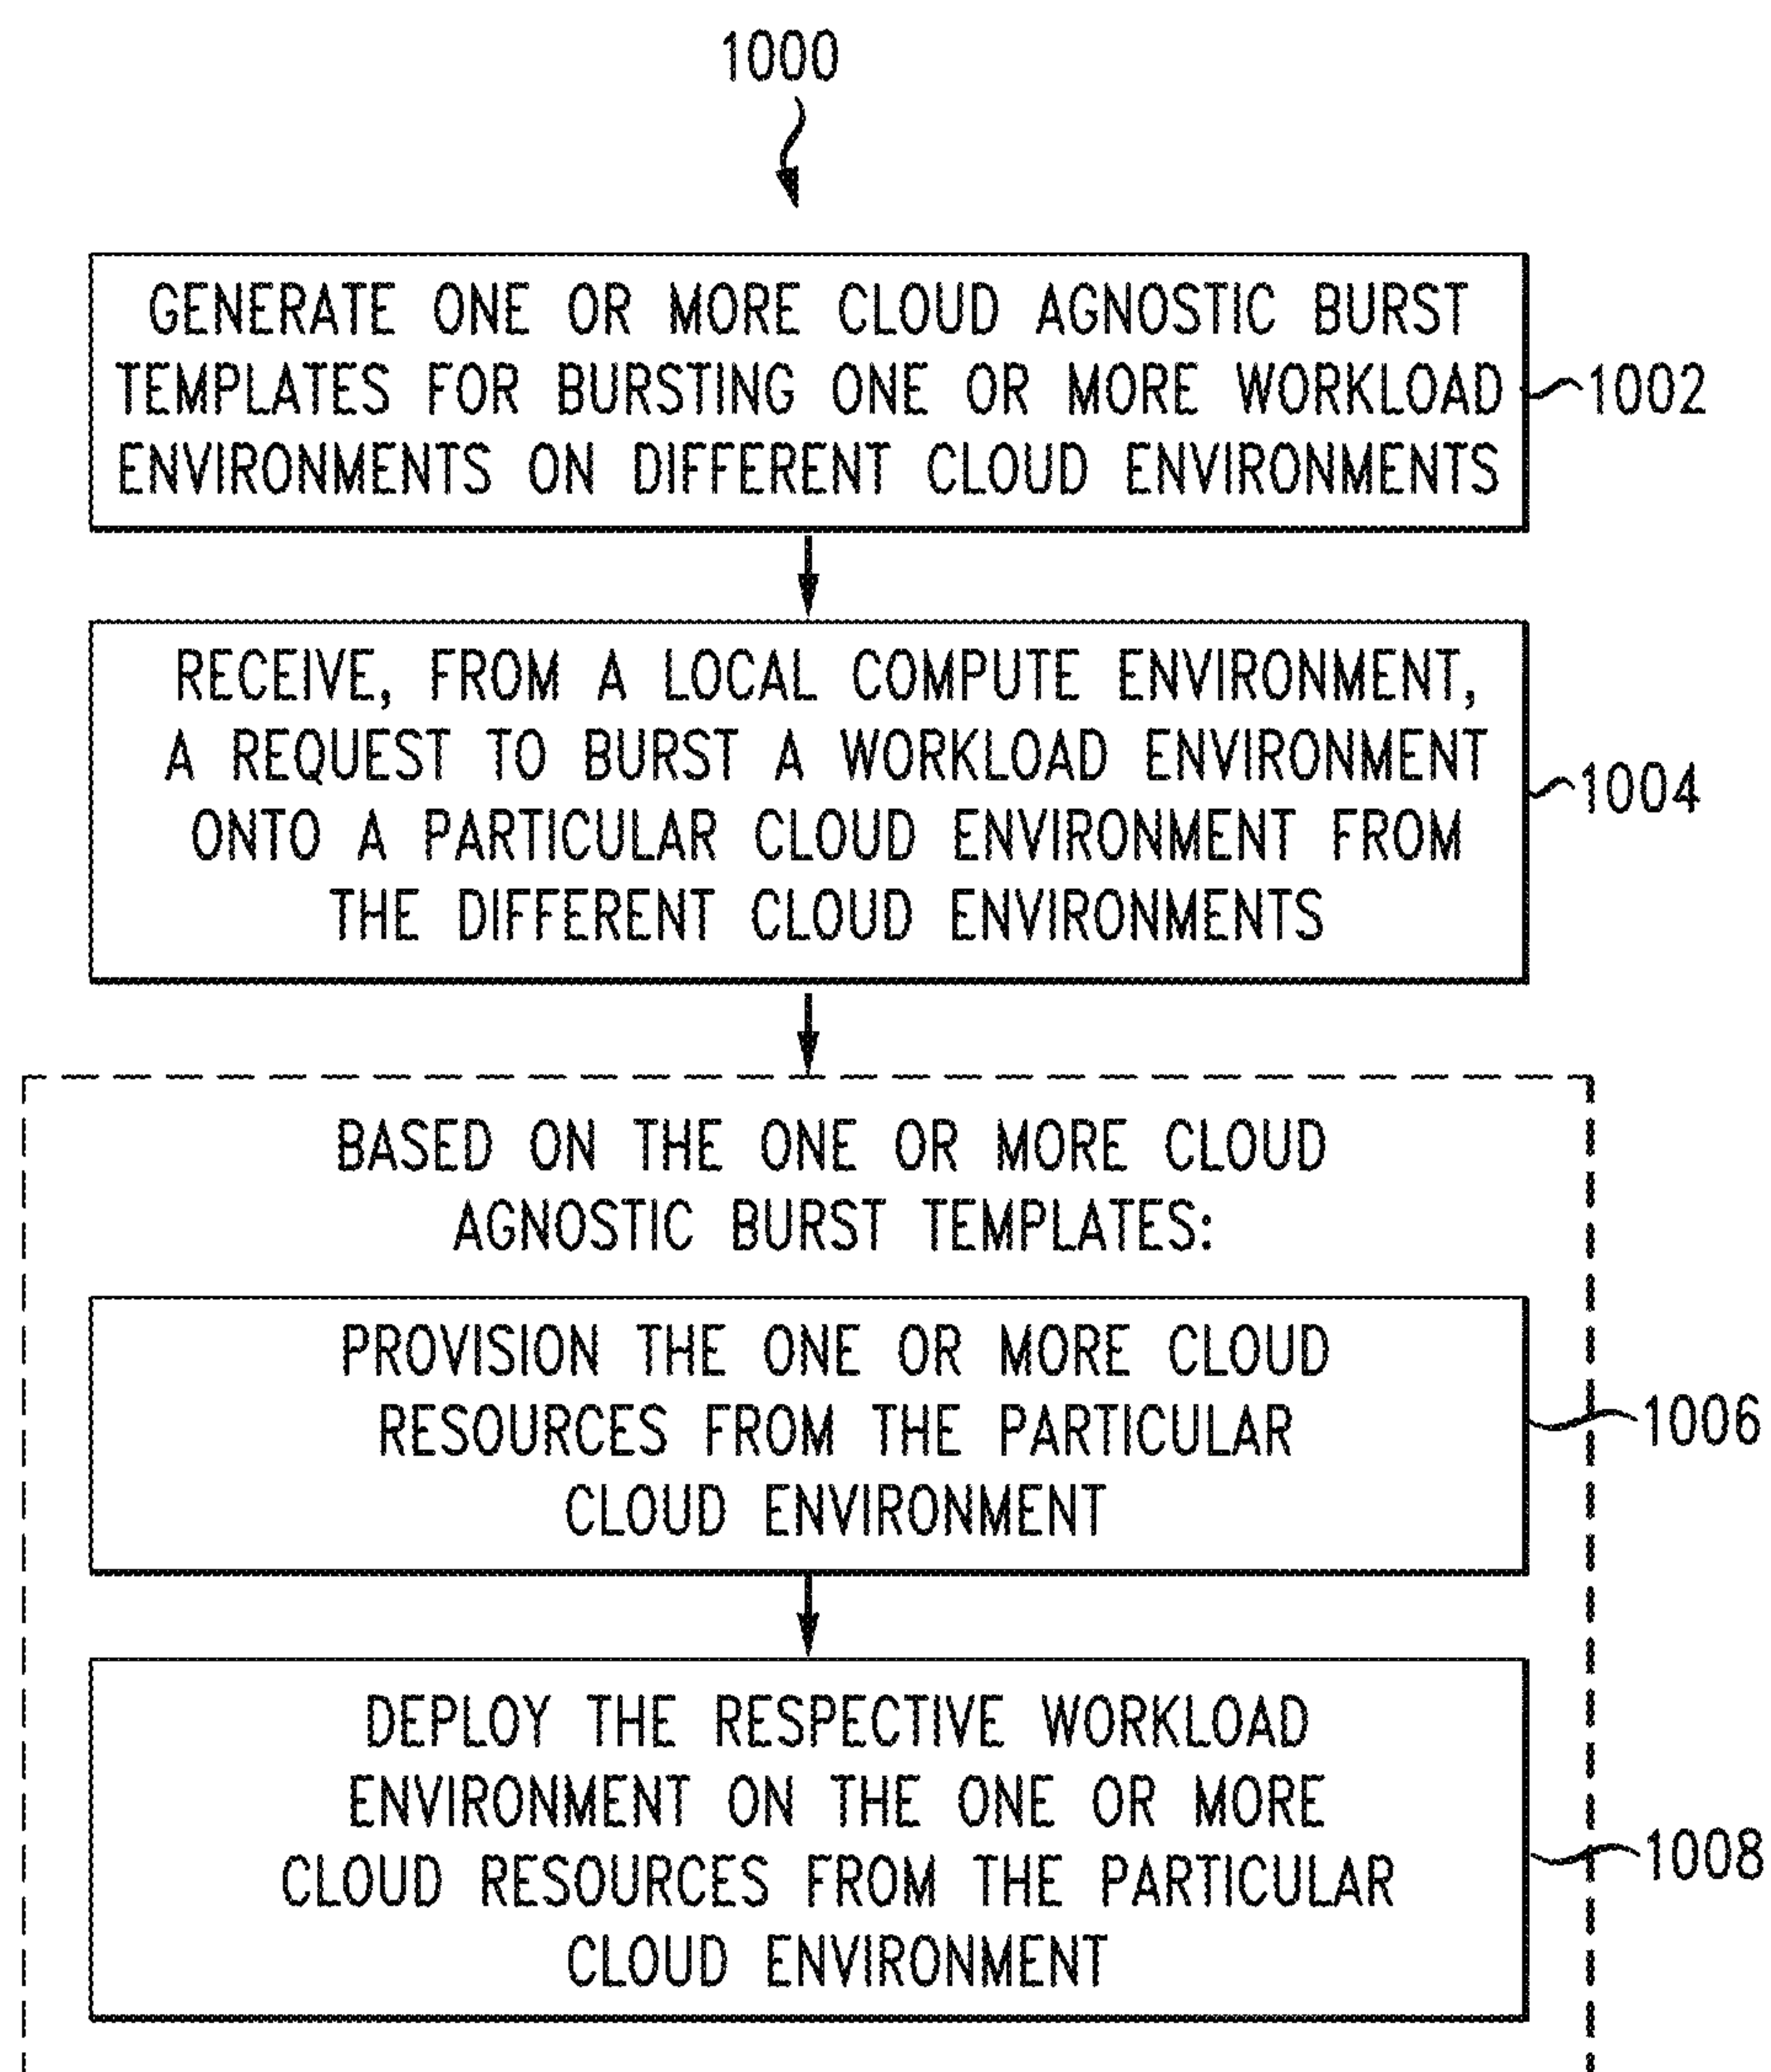 1000
GENERATE ONE OR MORE CLOUD AGNOSTIC BURST
TEMPLATES FOR BURSTING ONE OR MORE WORKLOAD
ENVIRONMENTS ON DIFFERENT CLOUD ENVIRONMENTS
1002
RECEIVE, FROM A LOCAL COMPUTE ENVIRONMENT,
A REQUEST TO BURST A WORKLOAD ENVIRONMENT
ONTO A PARTICULAR CLOUD ENVIRONMENT FROM
THE DIFFERENT CLOUD ENVIRONMENTS
1004
BASED ON THE ONE OR MORE CLOUD
AGNOSTIC BURST TEMPLATES:
PROVISION THE ONE OR MORE CLOUD
RESOURCES FROM THE PARTICULAR
CLOUD ENVIRONMENT
1006
DEPLOY THE RESPECTIVE WORKLOAD
ENVIRONMENT ON THE ONE OR MORE
CLOUD RESOURCES FROM THE PARTICULAR
CLOUD ENVIRONMENT
1008